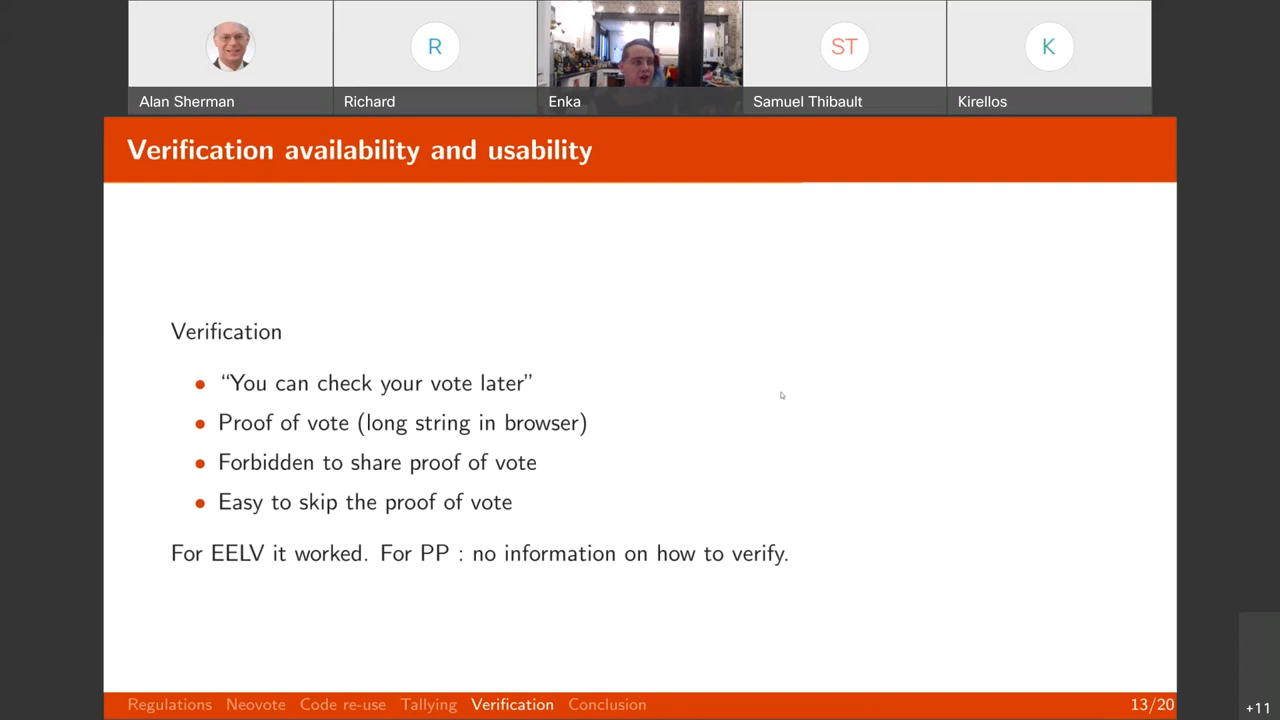 R
ST
K
Alan Sherman
Richard
Enka
Samuel Thibault
Kirellos
Verification availability and usability
Verification
• “You can check your vote later”
• Proof of vote (long string in browser)
• Forbidden to share proof of vote
• Easy to skip the proof of vote
For EELV it worked. For PP : no information on how to verify.
Regulations Neovote Code re-use Tallying Verification Conclusion 13/20
+11